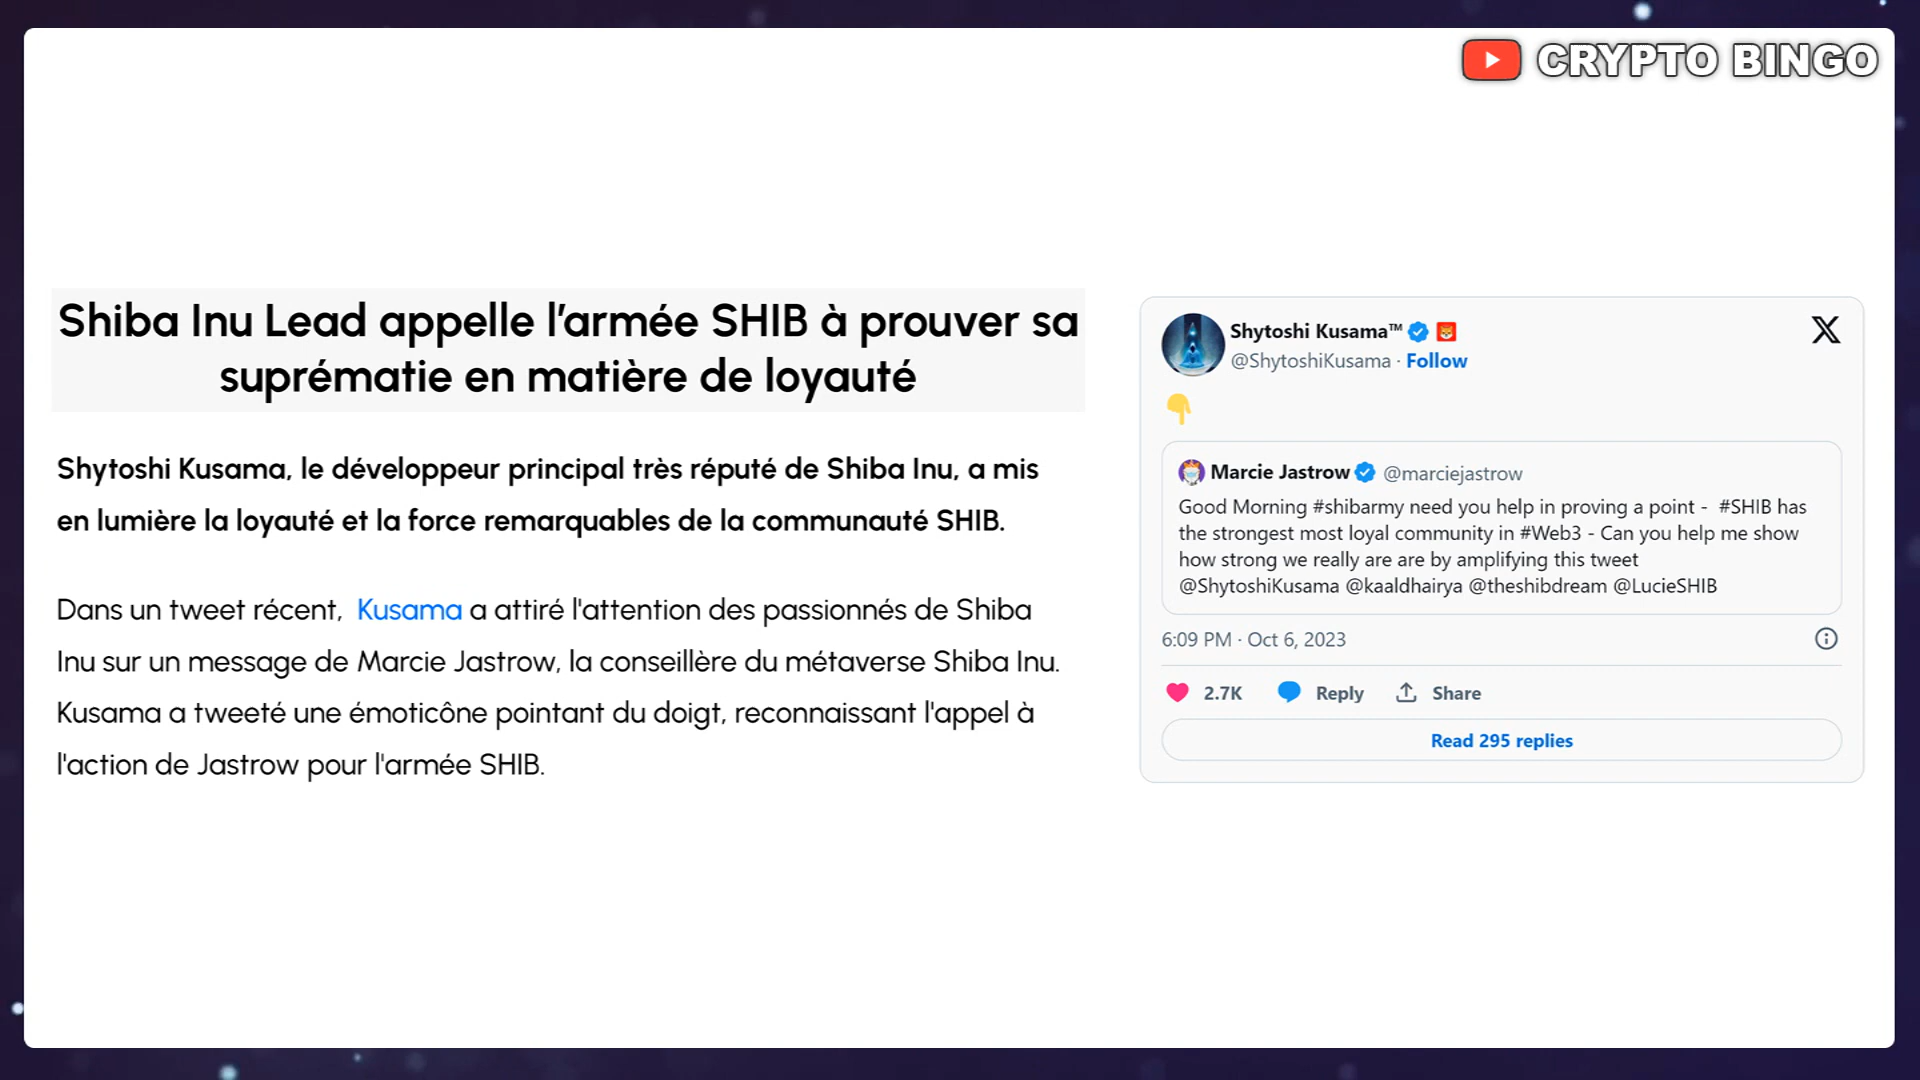 CRYPTO BINGO
Shiba Inu Lead appelle l’armée SHIB à prouver sa
suprématie en matière de loyauté
Shytoshi Kusama, le développeur principal très réputé de Shiba Inu, a mis
en lumière la loyauté et la force remarquables de la communauté SHIB.
Dans un tweet récent, Kusama a attiré l'attention des passionnés de Shiba
Inu sur un message de Marcie Jastrow, la conseillère du métaverse Shiba Inu.
Kusama a tweeté une émoticône pointant du doigt, reconnaissant l'appel à
l'action de Jastrow pour l'armée SHIB.
Shytoshi Kusama™
@ShytoshiKusama · Follow
Marcie Jastrow @marciejastrow
Good Morning #shibarmy need you help in proving a point - #SHIB has
the strongest most loyal community in #Web3 - Can you help me show
how strong we really are are by amplifying this tweet
@ShytoshiKusama @kaaldhairya @theshibdream @LucieSHIB
6:09 PM · Oct 6, 2023
2.7K Reply Share
Read 295 replies